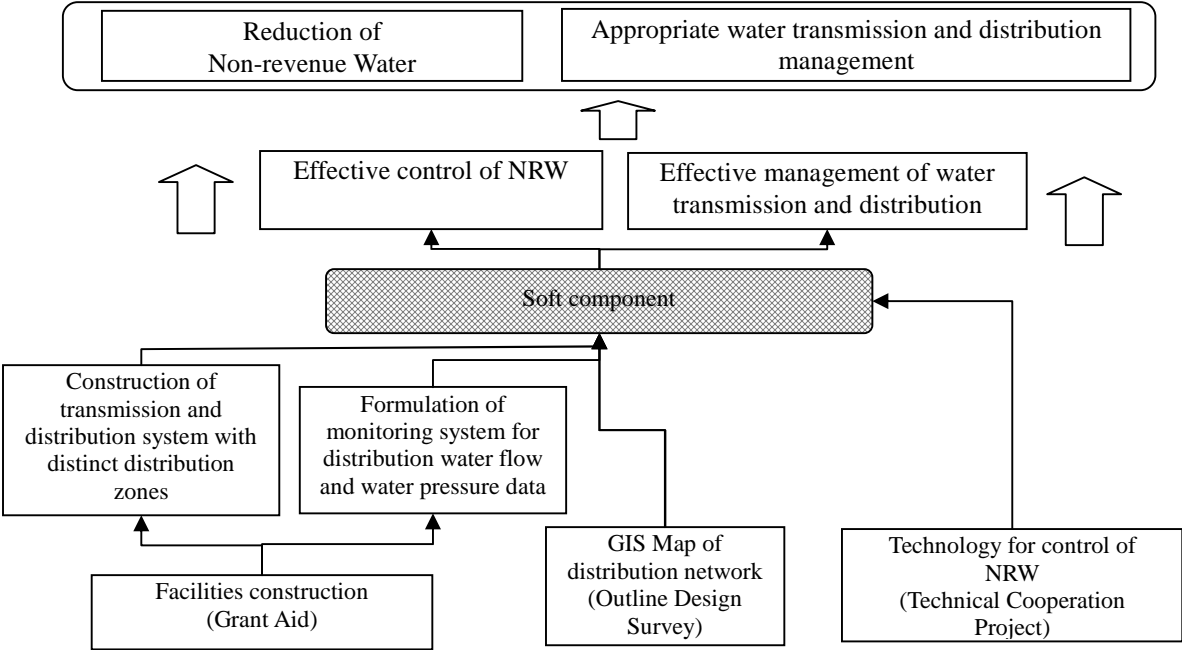 Reduction of
Non-revenue Water
Appropriate water transmission and distribution
management
Effective control of NRW
Effective management of water
transmission and distribution
Soft component
Construction of
transmission and
distribution system with
distinct distribution
zones
Formulation of
monitoring system for
distribution water flow
and water pressure data
GIS Map of
distribution network
(Outline Design
Survey)
Technology for control of
NRW
(Technical Cooperation
Project)
Facilities construction
(Grant Aid)